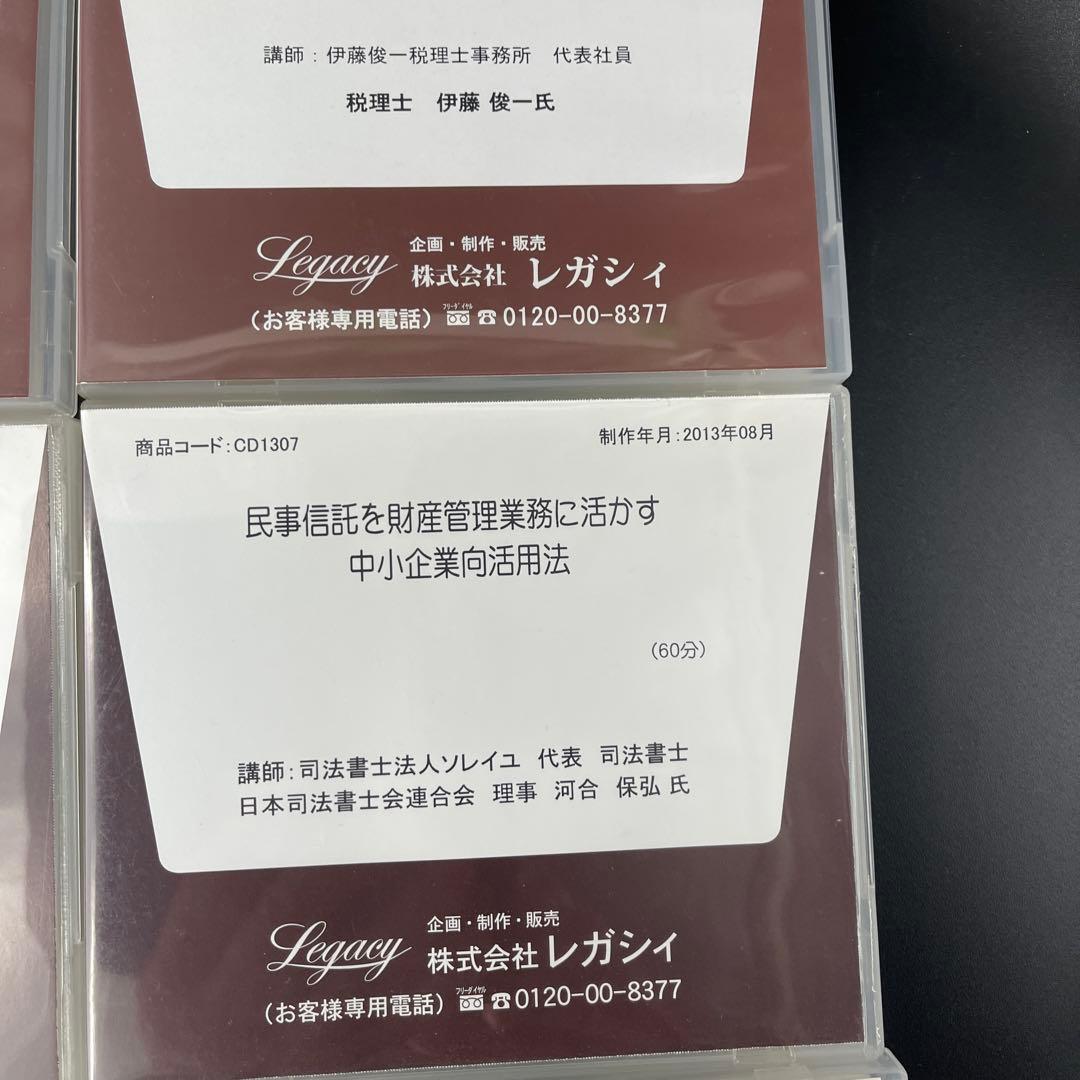 講師：伊藤俊一税理士事務所　代表社員
税理士　伊藤 俊一氏
Legacy
企画・制作・販売
株式会社 レガシィ
（お客様専用電話）フリーダイヤル ☎0120-00-8377
商品コード：CD1307
制作年月：2013年08月
民事信託を財産管理業務に活かす
中小企業向活用法
（60分）
講師：司法書士法人ソレイユ　代表　司法書士
日本司法書士会連合会　理事　河合　保弘 氏
Legacy
企画・制作・販売
株式会社 レガシィ
（お客様専用電話）フリーダイヤル ☎0120-00-8377